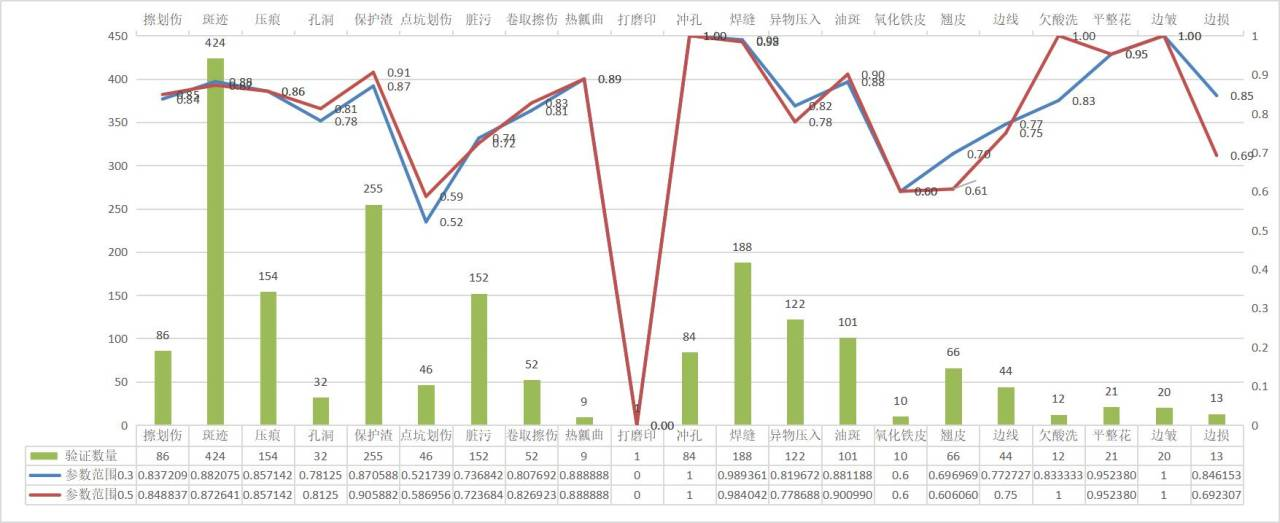 擦划伤 斑迹 压痕 孔洞 保护渣 点坑划伤 脏污 卷取擦伤 热瓢曲 打磨印 冲孔 焊缝 异物压入 油斑 氧化铁皮 翘皮 边线 欠酸洗 平整花 边皱 边损
450 1.00 0.99 0.98 1.00 1.00 1
424 0.95
400 0.91 0.89 0.90 0.9
0.85 0.84 0.88 0.87 0.86 0.87 0.83 0.88 0.83 0.85
350 0.81 0.78 0.81 0.82 0.78 0.77 0.8
0.74 0.72 0.75
300 0.70 0.69 0.7
255 0.59 0.60 0.61
250 0.52 0.6
200 188 0.5
154 152 0.4
150 122 0.3
86 101
100 84 66 0.2
50 32 46 52 44 0.1
9 10 12 21 20 13
0 1 0.00 0
擦划伤 斑迹 压痕 孔洞 保护渣 点坑划伤 脏污 卷取擦伤 热瓢曲 打磨印 冲孔 焊缝 异物压入 油斑 氧化铁皮 翘皮 边线 欠酸洗 平整花 边皱 边损
验证数量 86 424 154 32 255 46 152 52 9 1 84 188 122 101 10 66 44 12 21 20 13
参数范围0.3 0.837209 0.882075 0.857142 0.78125 0.870588 0.521739 0.736842 0.807692 0.888888 0 1 0.989361 0.819672 0.881188 0.6 0.696969 0.772727 0.833333 0.952380 1 0.846153
参数范围0.5 0.848837 0.872641 0.857142 0.8125 0.905882 0.586956 0.723684 0.826923 0.888888 0 1 0.984042 0.778688 0.900990 0.6 0.606060 0.75 1 0.952380 1 0.692307